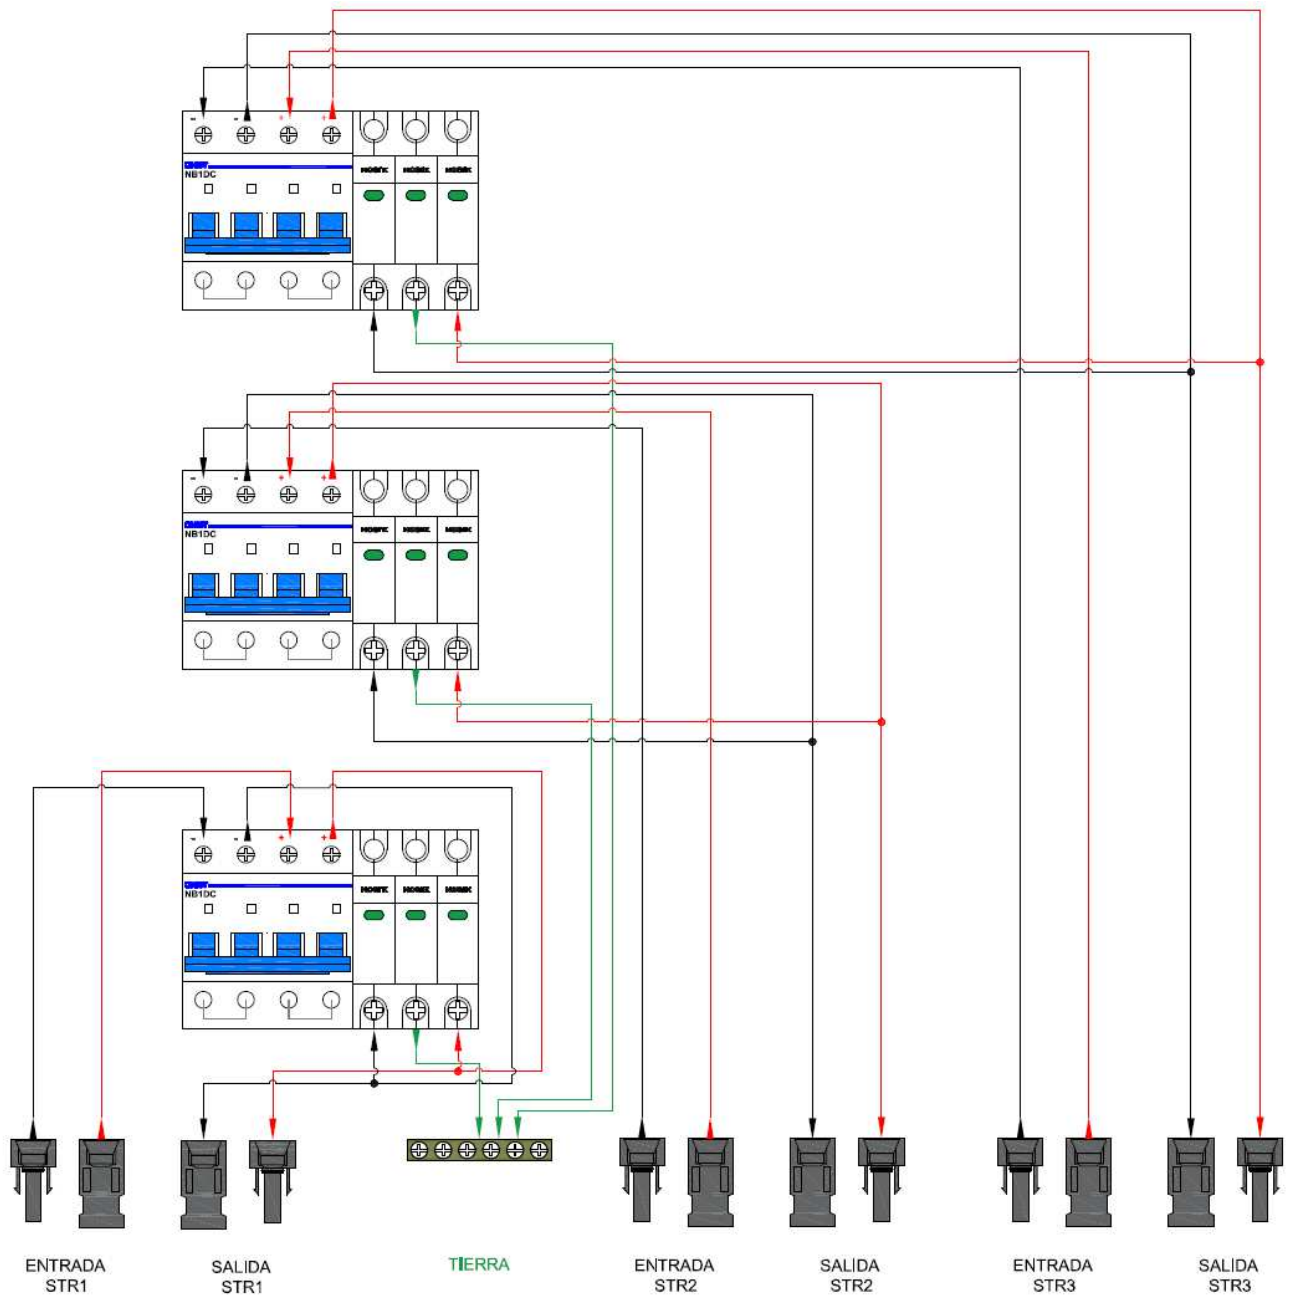 - - + +
NB1DC
- - + +
NB1DC
- - + +
NB1DC
ENTRADA
STR1
SALIDA
STR1
TIERRA
ENTRADA
STR2
SALIDA
STR2
ENTRADA
STR3
SALIDA
STR3